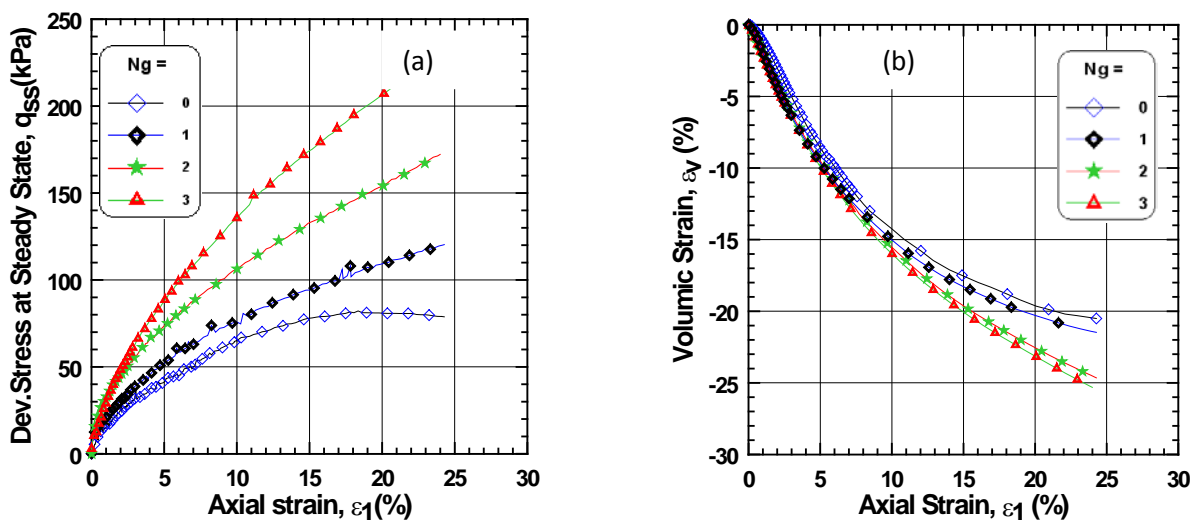 250
200
150
100
50
0
0 5 10 15 20 25 30
Dev.Stress at Steady State, qss(kPa)
Axial strain, ε1(%)
(a)
Ng =
0
1
2
3
-0
-5
-10
-15
-20
-25
-30
0 5 10 15 20 25 30
Volumic Strain, εv (%)
Axial Strain, ε1 (%)
(b)
Ng =
0
1
2
3